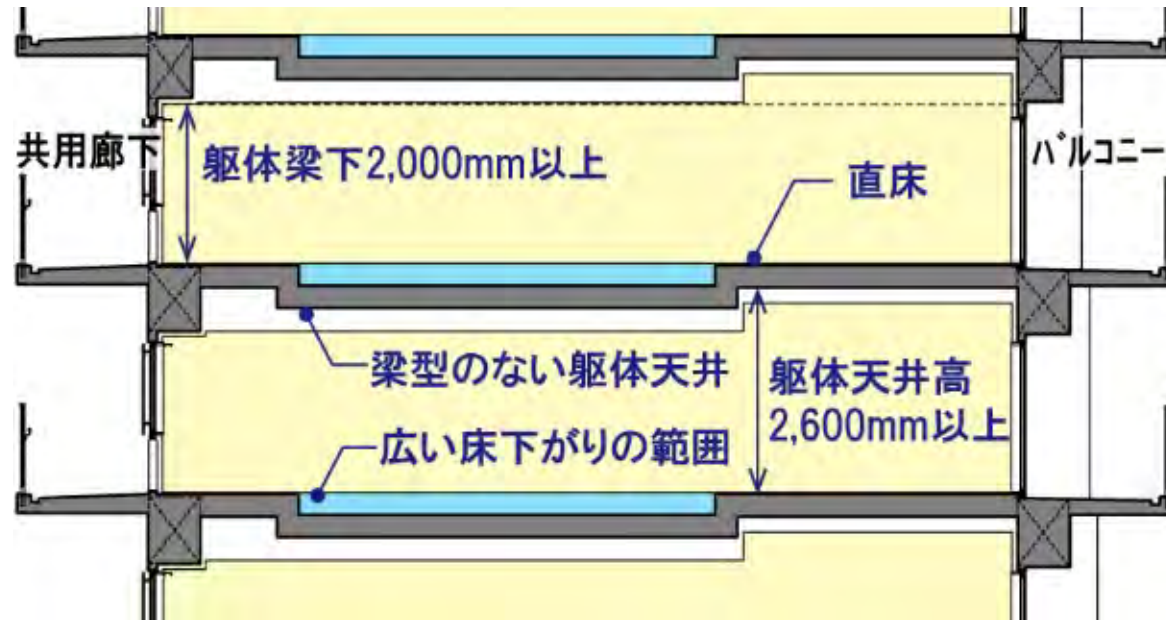 共用廊下
躯体梁下2,000mm以上
直床
バルコニー
梁型のない躯体天井
躯体天井高
2,600mm以上
広い床下がりの範囲